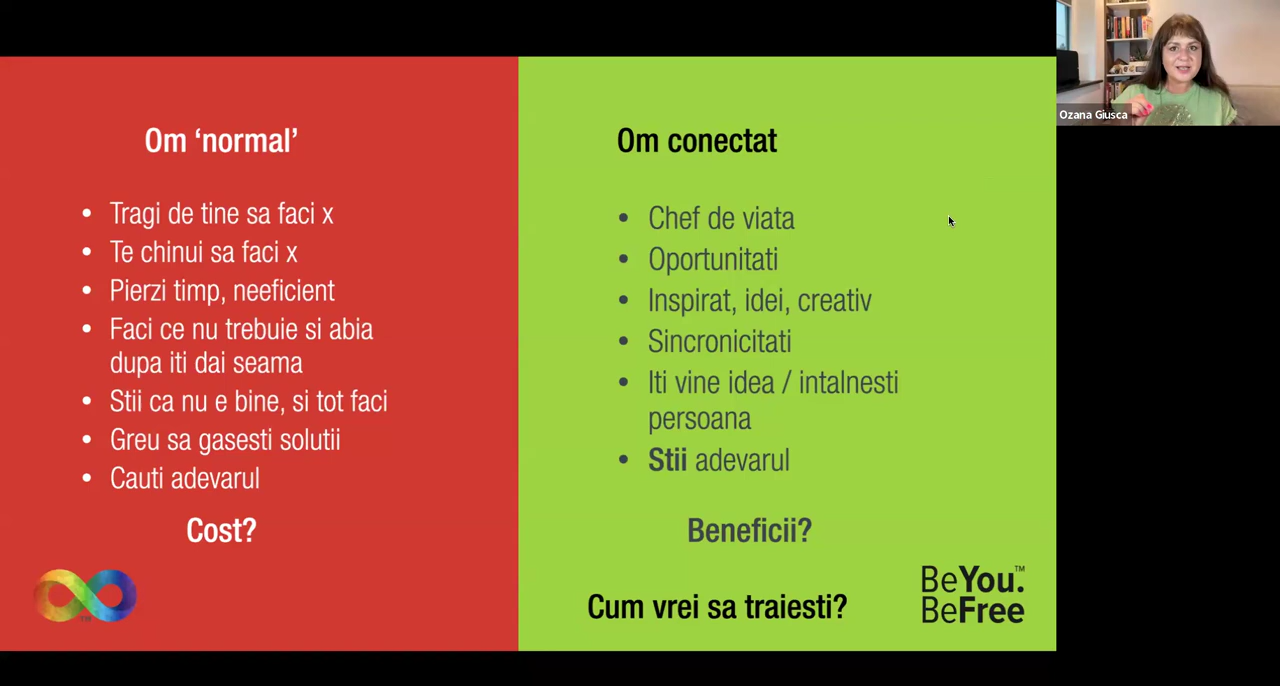 Om ‘normal’
• Tragi de tine sa faci x
• Te chinui sa faci x
• Pierzi timp, neeficient
• Faci ce nu trebuie si abia
dupa iti dai seama
• Stii ca nu e bine, si tot faci
• Greu sa gasesti solutii
• Cauti adevarul
Cost?
TM
Om conectat
• Chef de viata
• Oportunitati
• Inspirat, idei, creativ
• Sincronicitati
• Iti vine idea / intalnesti
persoana
• Stii adevarul
Beneficii?
Cum vrei sa traiesti?
BeYou.™
BeFree
Ozana Giusca